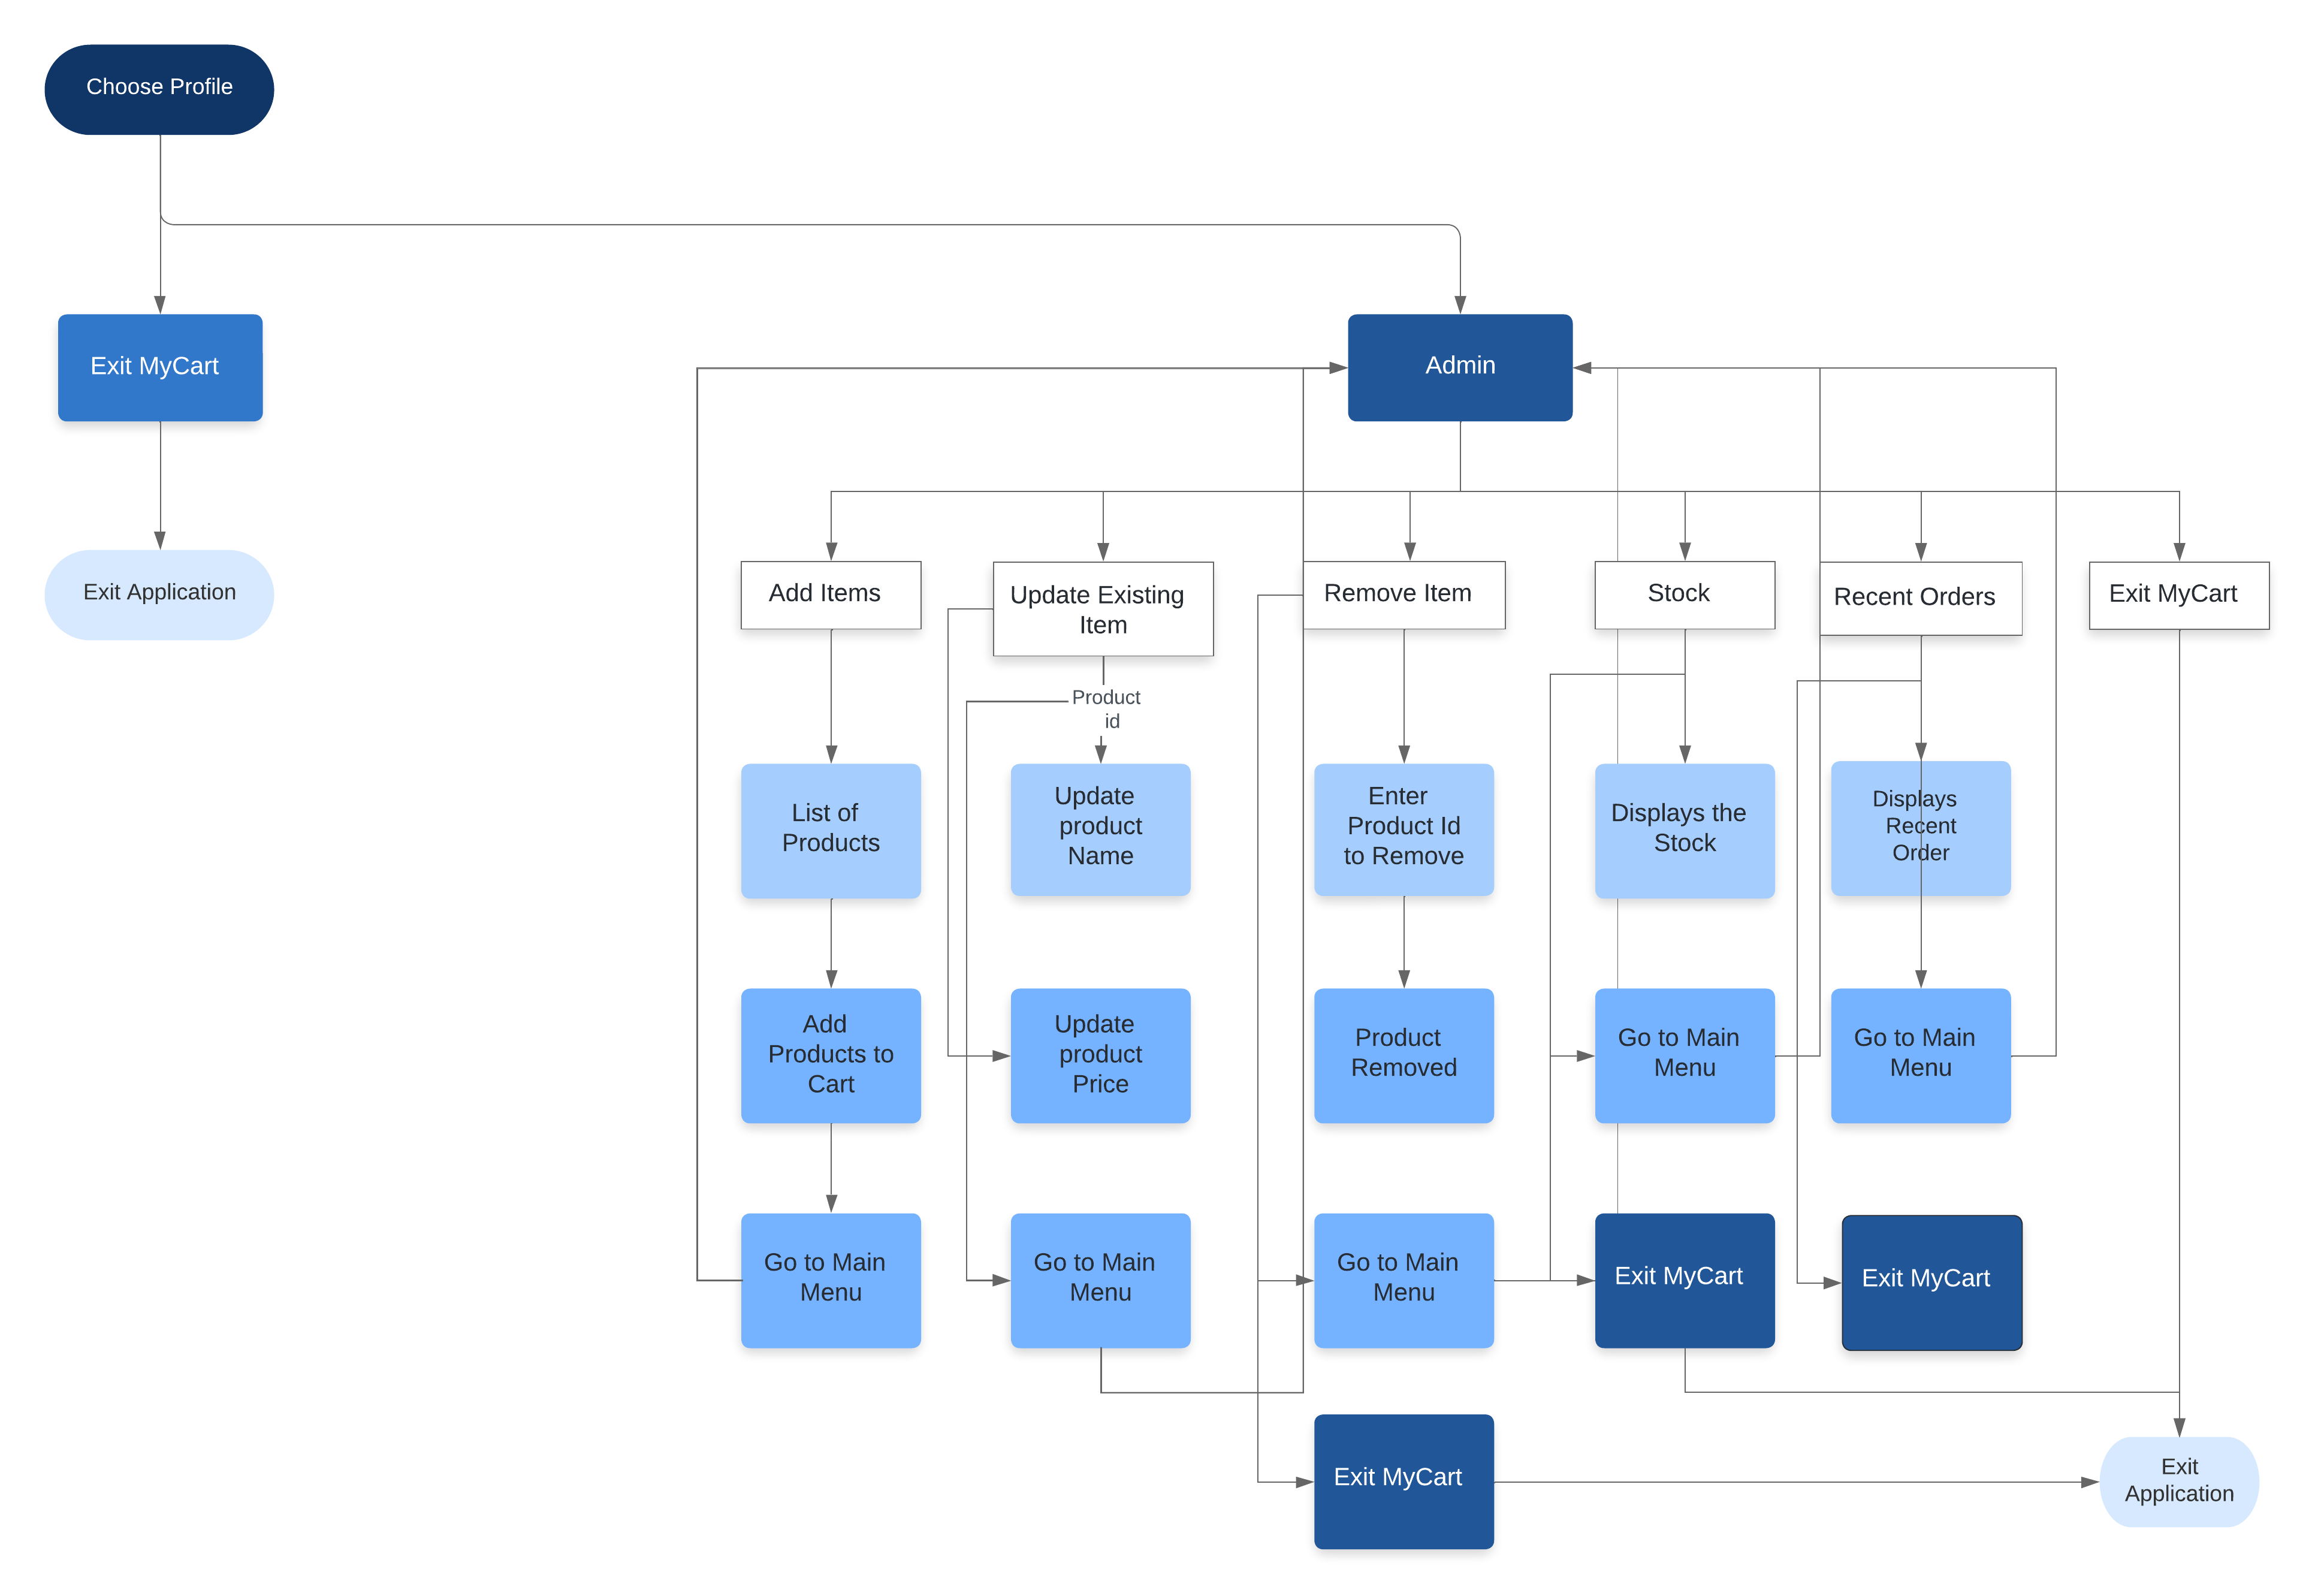 Choose Profile
Exit MyCart
Admin
Exit Application
Add Items
Update Existing
Item
Remove Item
Stock
Recent Orders
Exit MyCart
Product
id
List of
Products
Update
product
Name
Enter
Product Id
to Remove
Displays the
Stock
Displays
Recent
Order
Add
Products to
Cart
Update
product
Price
Product
Removed
Go to Main
Menu
Go to Main
Menu
Go to Main
Menu
Go to Main
Menu
Go to Main
Menu
Exit MyCart
Exit MyCart
Exit MyCart
Exit
Application